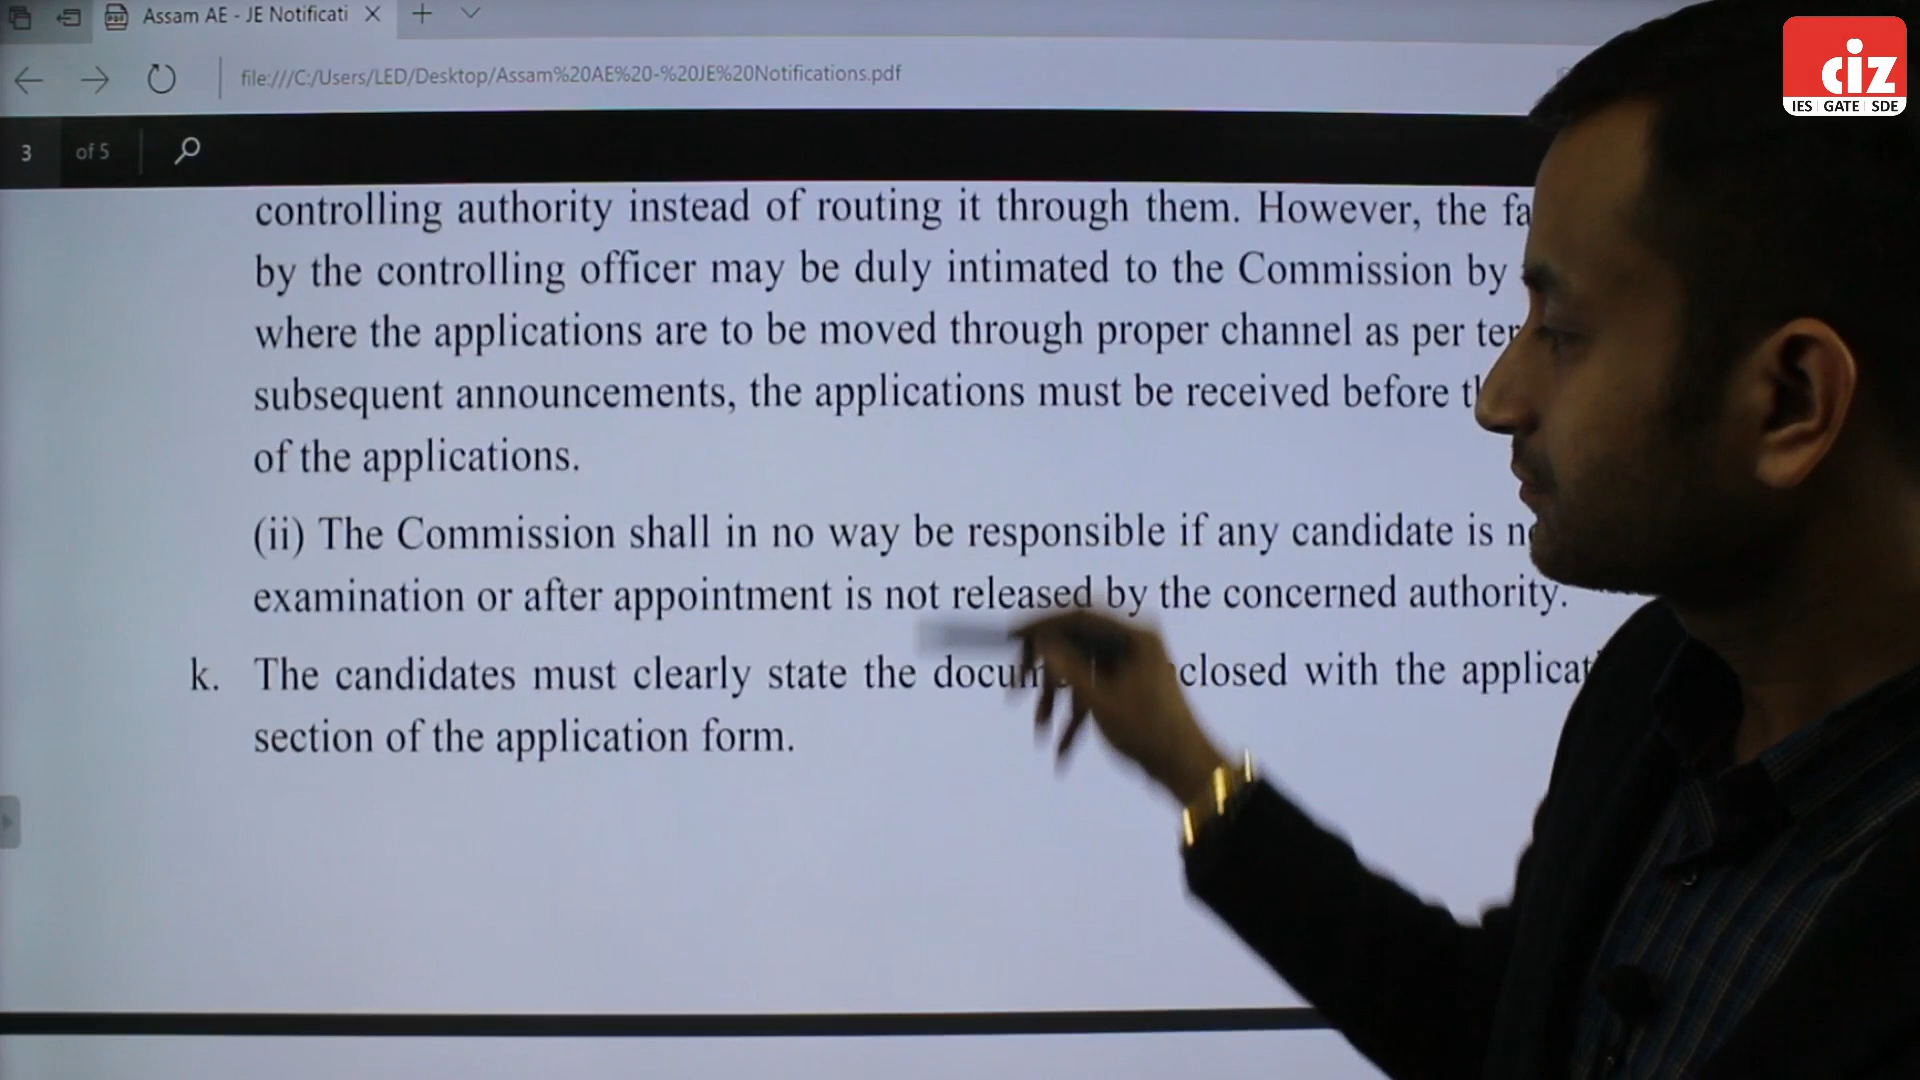 Assam AE - JE Notificati
file:///C:/Users/LED/Desktop/Assam%20AE%20-%20JE%20Notifications.pdf
ciz
IES GATE SDE
3 of 5
controlling authority instead of routing it through them. However, the fa
by the controlling officer may be duly intimated to the Commission by
where the applications are to be moved through proper channel as per ter
subsequent announcements, the applications must be received before th
of the applications.
(ii) The Commission shall in no way be responsible if any candidate is
examination or after appointment is not released by the concerned authority.
k. The candidates must clearly state the closed with the applicat
section of the application form.